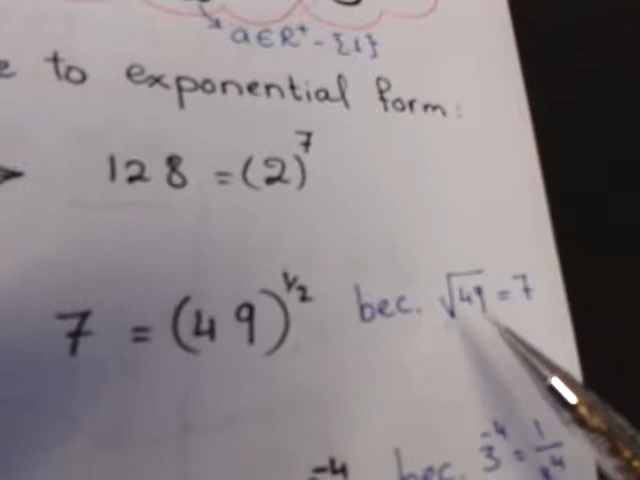 a∈R⁺-{1}
e to exponential form:
128 = (2)⁷
7 = (49)^½ bec. √49 = 7
-4 bec. 3⁻⁴ = 1/3⁴